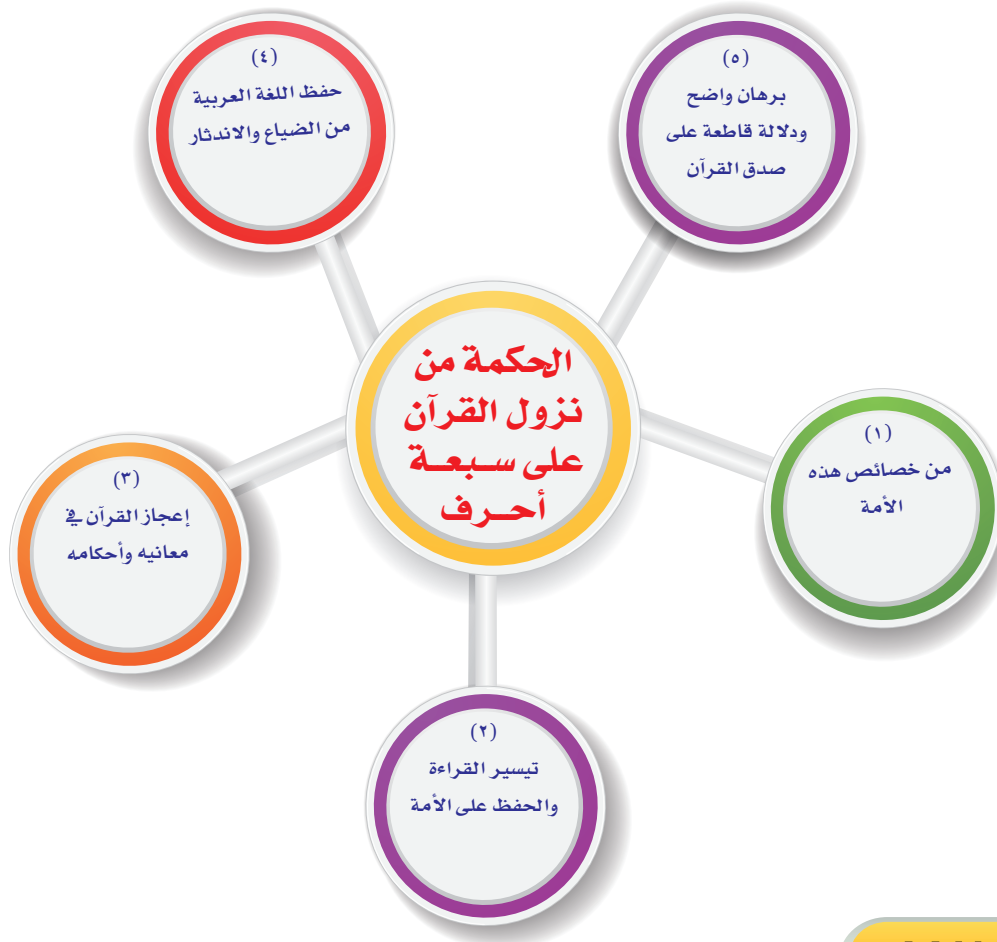 الحكمة من
نزول القرآن
على سبعة
أحرف
(١)
من خصائص هذه
الأمة
(٢)
تيسير القراءة
والحفظ على الأمة
(٣)
إعجاز القرآن في
معانيه وأحكامه
(٤)
حفظ اللغة العربية
من الضياع والاندثار
(٥)
برهان واضح
ودلالة قاطعة على
صدق القرآن